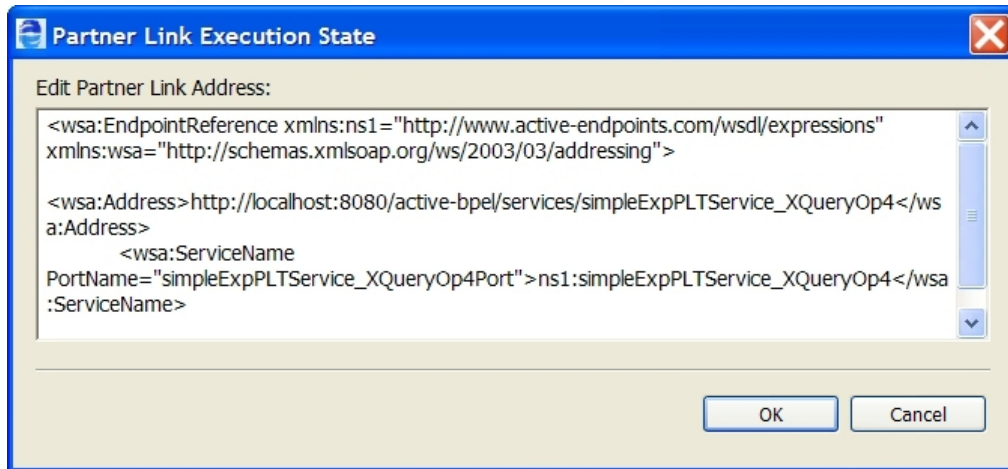 Partner Link Execution State
Edit Partner Link Address:
<wsa:EndpointReference xmlns:ns1="http://www.active-endpoints.com/wsdl/expressions"
xmlns:wsa="http://schemas.xmlsoap.org/ws/2003/03/addressing">
<wsa:Address>http://localhost:8080/active-bpel/services/simpleExpPLTService_XQueryOp4</ws
a:Address>
<wsa:ServiceName
PortName="simpleExpPLTService_XQueryOp4Port">ns1:simpleExpPLTService_XQueryOp4</wsa
:ServiceName>
OK Cancel